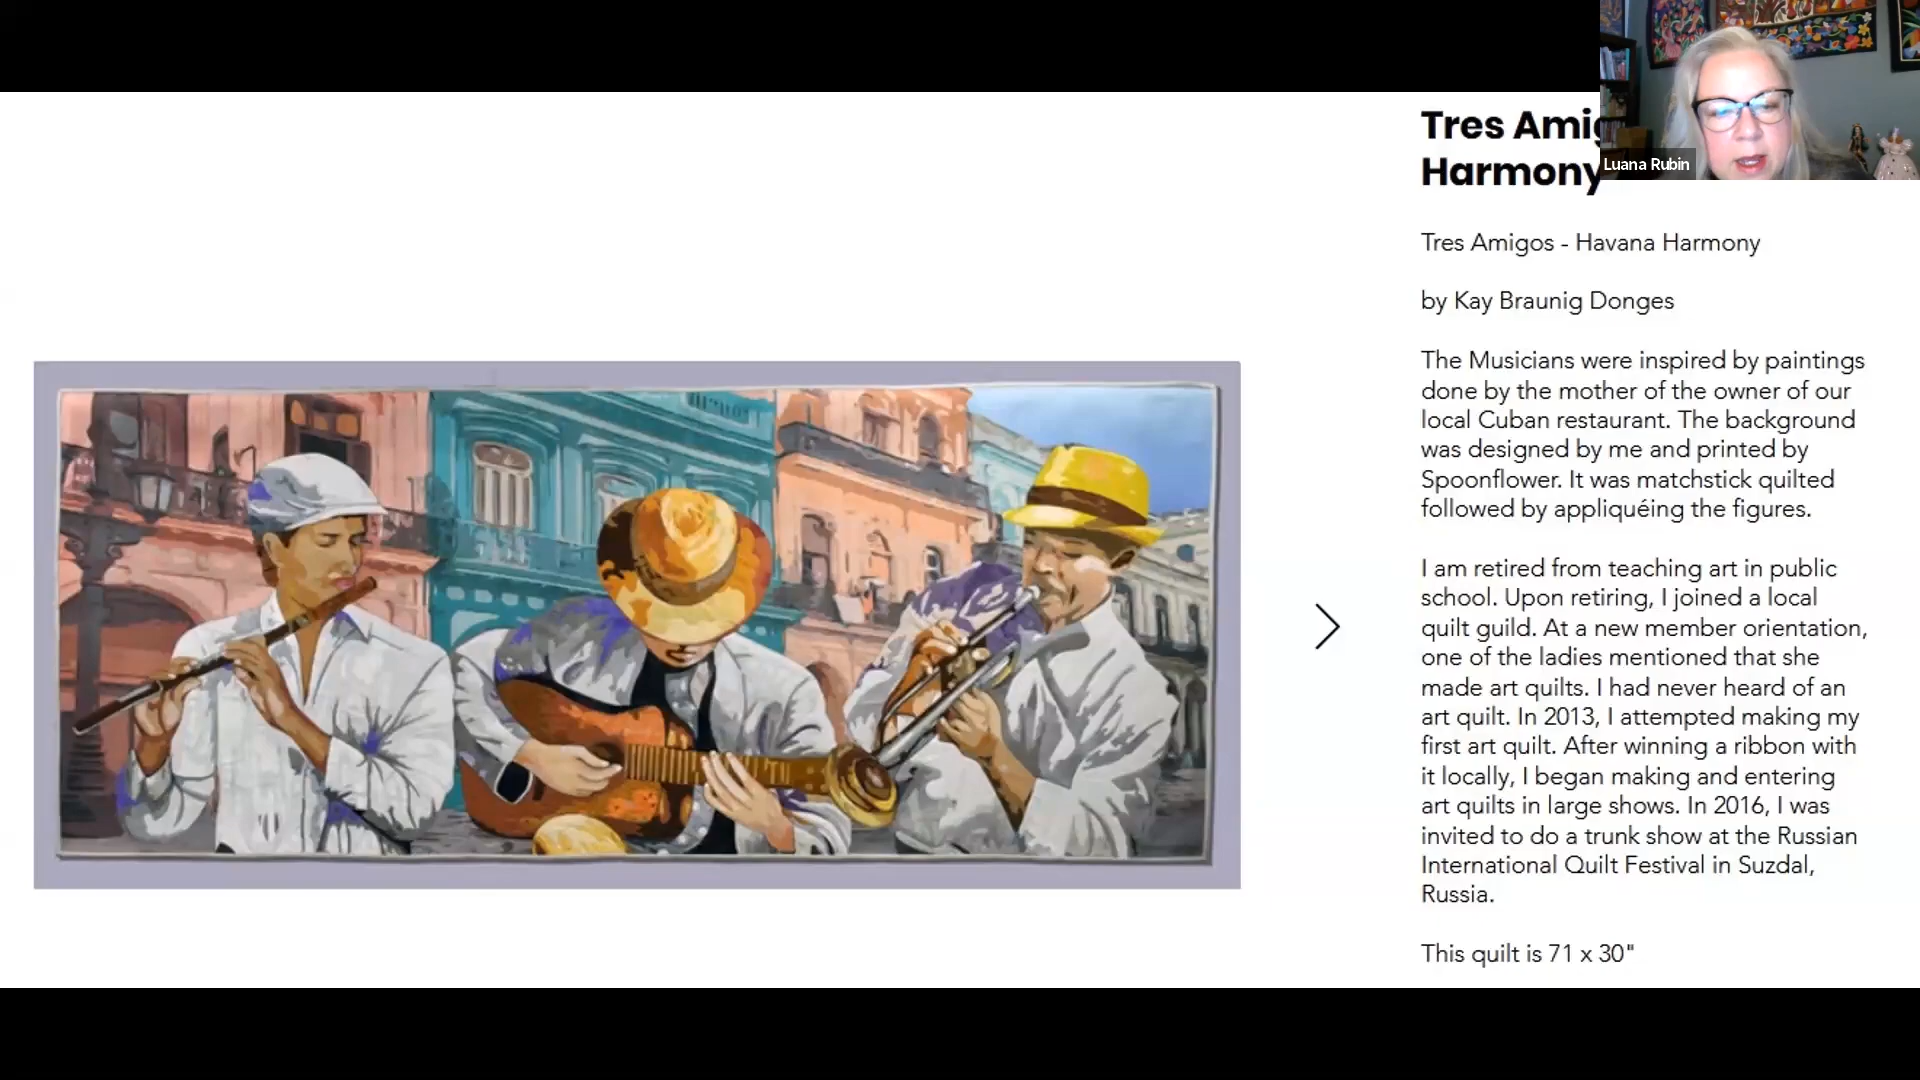 Tres Amig
Harmony
Luana Rubin
Tres Amigos - Havana Harmony
by Kay Braunig Donges
The Musicians were inspired by paintings
done by the mother of the owner of our
local Cuban restaurant. The background
was designed by me and printed by
Spoonflower. It was matchstick quilted
followed by appliquéing the figures.
I am retired from teaching art in public
school. Upon retiring, I joined a local
quilt guild. At a new member orientation,
one of the ladies mentioned that she
made art quilts. I had never heard of an
art quilt. In 2013, I attempted making my
first art quilt. After winning a ribbon with
it locally, I began making and entering
art quilts in large shows. In 2016, I was
invited to do a trunk show at the Russian
International Quilt Festival in Suzdal,
Russia.
This quilt is 71 x 30"